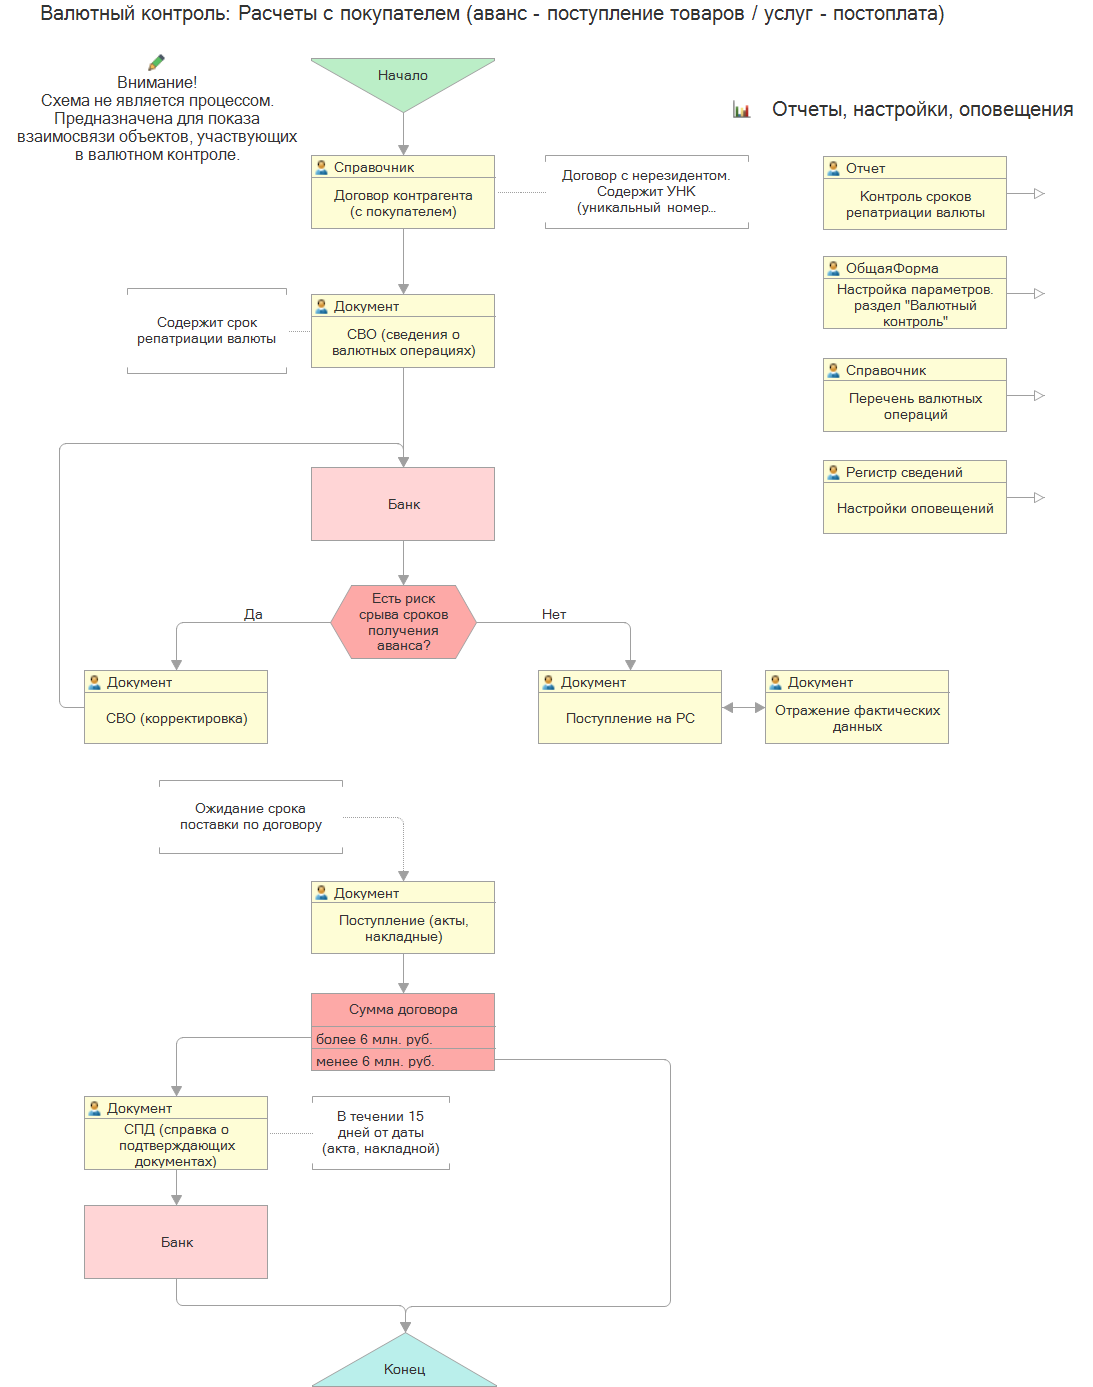 Валютный контроль: Расчеты с покупателем (аванс - поступление товаров / услуг - постоплата)
Внимание!
Схема не является процессом.
Предназначена для показа
взаимосвязи объектов, участвующих
в валютном контроле.
Начало
Отчеты, настройки, оповещения
Справочник
Договор контрагента
(с покупателем)
Договор с нерезидентом.
Содержит УНК
(уникальный номер...
Отчет
Контроль сроков
репатриации валюты
ОбщаяФорма
Настройка параметров.
раздел "Валютный
контроль"
Содержит срок
репатриации валюты
Документ
СВО (сведения о
валютных операциях)
Справочник
Перечень валютных
операций
Регистр сведений
Настройки оповещений
Банк
Есть риск
срыва сроков
получения
аванса?
Да
Нет
Документ
СВО (корректировка)
Документ
Поступление на РС
Документ
Отражение фактических
данных
Ожидание срока
поставки по договору
Документ
Поступление (акты,
накладные)
Сумма договора
более 6 млн. руб.
менее 6 млн. руб.
Документ
СПД (справка о
подтверждающих
документах)
В течении 15
дней от даты
(акта, накладной)
Банк
Конец